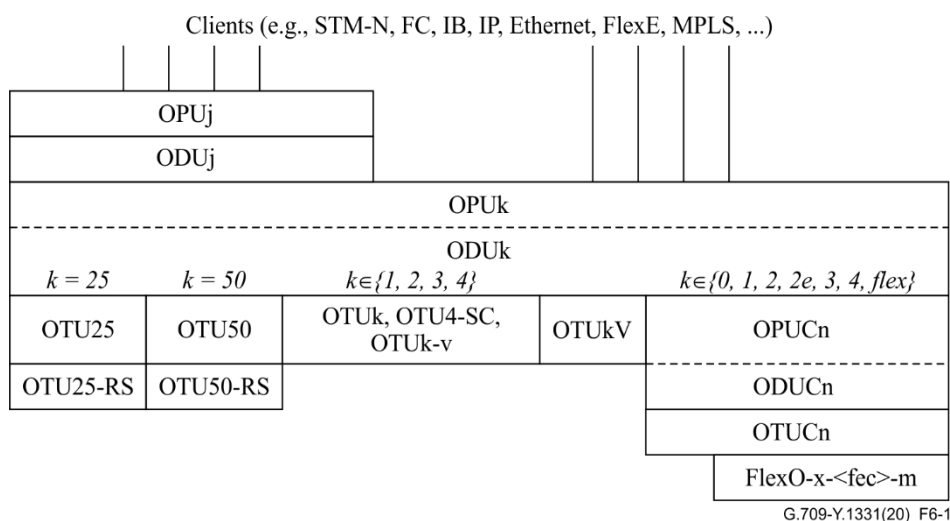 Clients (e.g., STM-N, FC, IB, IP, Ethernet, FlexE, MPLS, ...)
OPUj
ODUj
OPUk
ODUk
k = 25
k = 50
k∈{1, 2, 3, 4}
k∈{0, 1, 2, 2e, 3, 4, flex}
OTU25
OTU50
OTUk, OTU4-SC,
OTUk-v
OTUkV
OPUCn
OTU25-RS
OTU50-RS
ODUCn
OTUCn
FlexO-x-<fec>-m
G.709-Y.1331(20)_F6-1